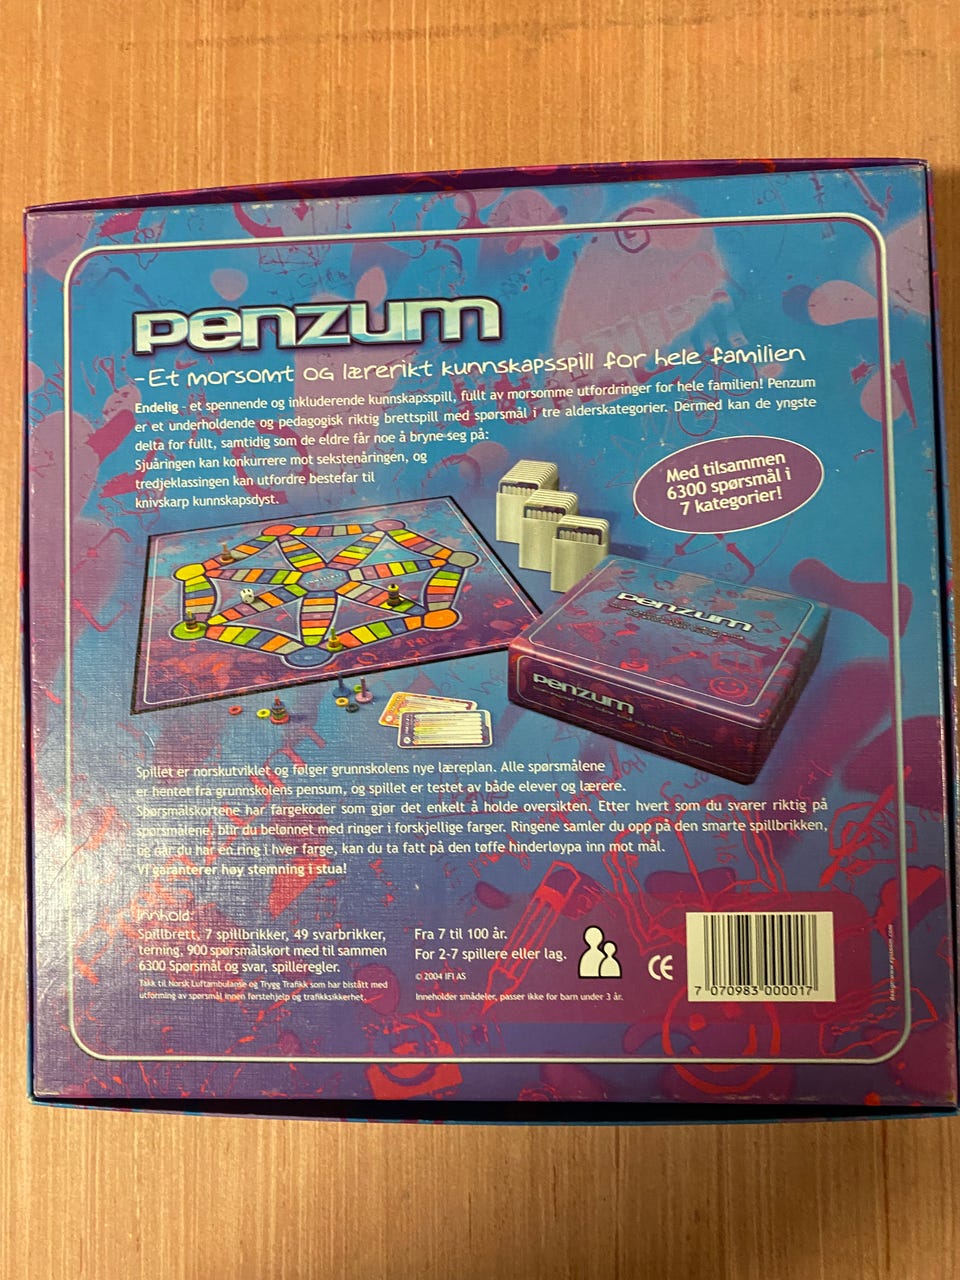 PENZUM
- Et morsomt og lærerikt kunnskapsspill for hele familien
Endelig - et spennende og inkluderende kunnskapsspill, fullt av morsomme utfordringer for hele familien! Penzum
er et underholdende og pedagogisk riktig brettspill med spørsmål i tre alderskategorier. Dermed kan de yngste
delta for fullt, samtidig som de eldre får noe å bryne seg på:
Sjuåringen kan konkurrere mot sekstenåringen, og
tredjeklassingen kan utfordre bestefar til
knivskarp kunnskapsdyst.
Med tilsammen
6300 spørsmål i
7 kategorier!
PENZUM
PENZUM
Spillet er norskutviklet og følger grunnskolens nye læreplan. Alle spørsmålene
er hentet fra grunnskolens pensum, og spillet er testet av både elever og lærere.
Spørsmålskortene har fargekoder som gjør det enkelt å holde oversikten. Etter hvert som du svarer riktig på
spørsmålene, blir du belønnet med ringer i forskjellige farger. Ringene samler du opp på den smarte spillbrikken,
og når du har en ring i hver farge, kan du ta fatt på den tøffe hinderløypa inn mot mål.
Vi garanterer høy stemning i stua!
Innhold:
Spillbrett, 7 spillbrikker, 49 svarbrikker,
terning, 900 spørsmålskort med til sammen
6300 Spørsmål og svar, spilleregler.
Takk til Norsk Luftambulanse og Trygg Trafikk som har bistått med
utforming av spørsmål innen førstehjelp og trafikksikkerhet.
Fra 7 til 100 år.
For 2-7 spillere eller lag.
© 2004 IFI AS
Inneholder smådeler, passer ikke for barn under 3 år.
CE
7 070983 000017